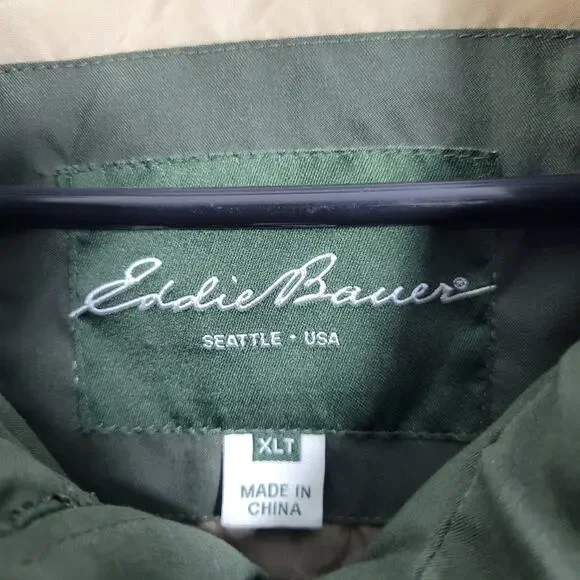 Eddie Bauer®
SEATTLE · USA
XLT
MADE IN
CHINA